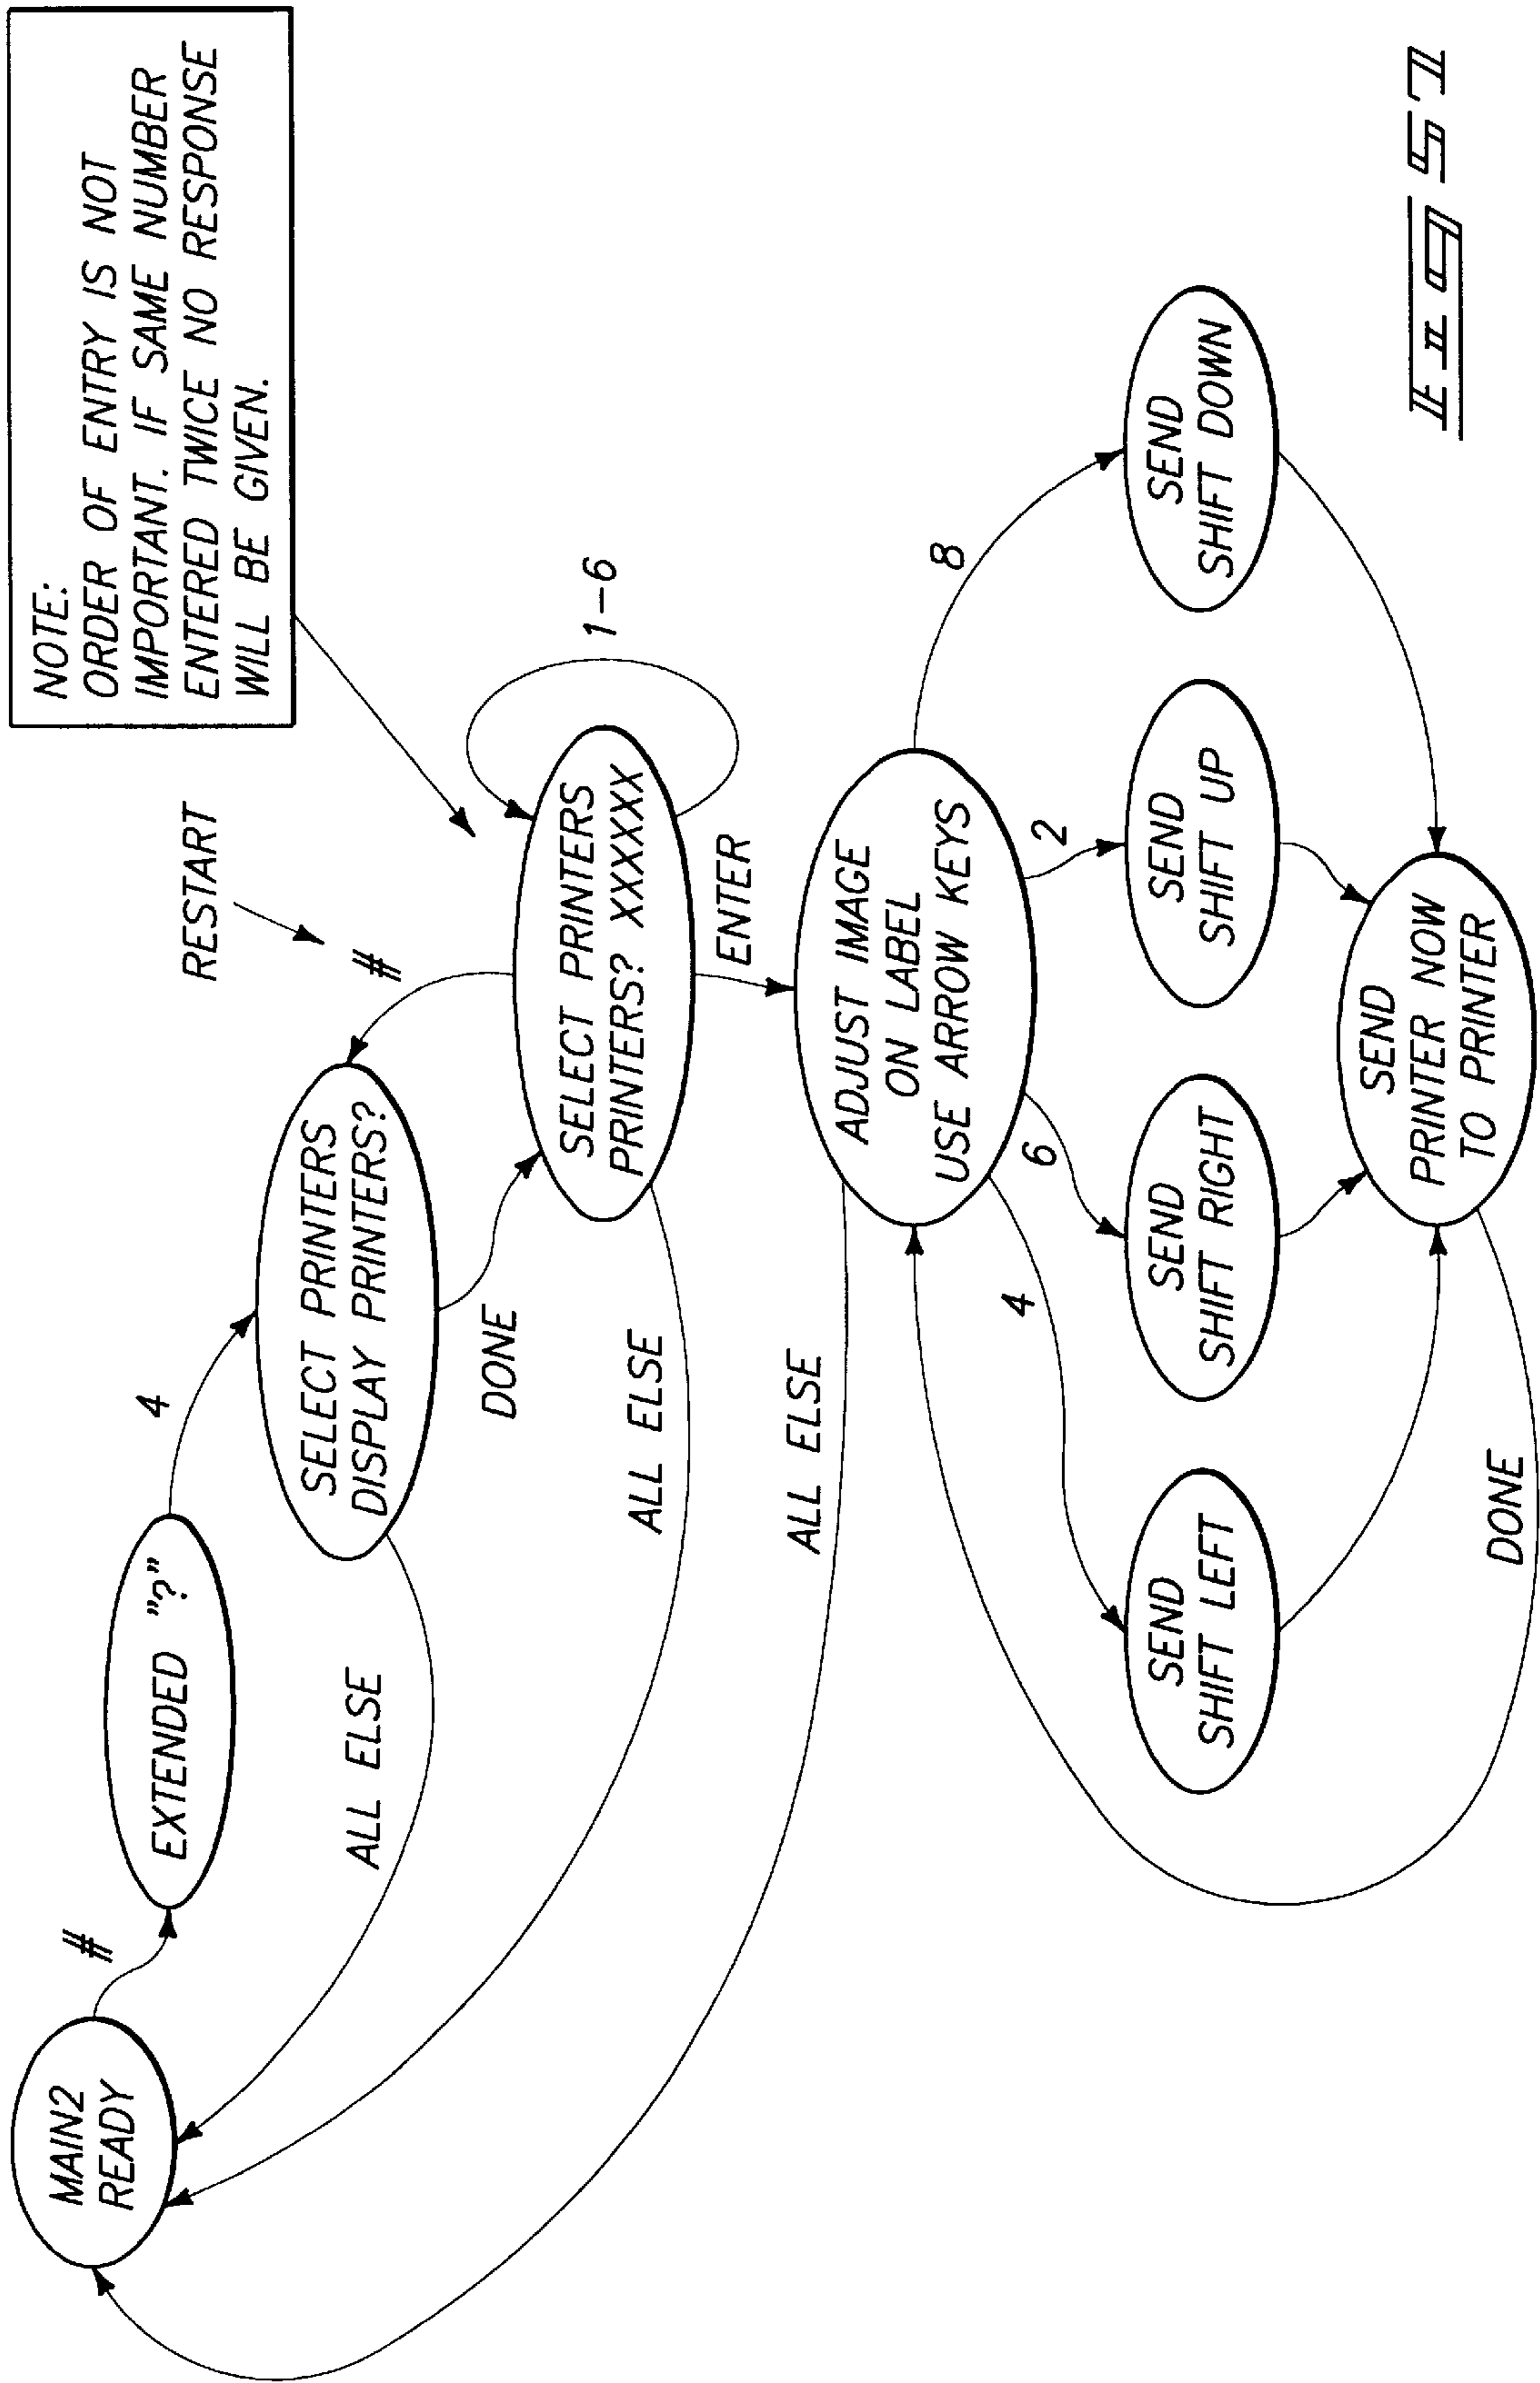 NOTE:
ORDER OF ENTRY IS NOT
IMPORTANT. IF SAME NUMBER
ENTERED TWICE NO RESPONSE
WILL BE GIVEN.
MAIN2
READY
#
EXTENDED "?"
4
SELECT PRINTERS
DISPLAY PRINTERS?
RESTART
#
ALL ELSE
DONE
SELECT PRINTERS
PRINTERS? XXXXXX
1-6
ALL ELSE
ENTER
ALL ELSE
ADJUST IMAGE
ON LABEL
USE ARROW KEYS
4
6
2
8
SEND
SHIFT LEFT
SEND
SHIFT RIGHT
SEND
SHIFT UP
SEND
SHIFT DOWN
SEND
PRINTER NOW
TO PRINTER
DONE